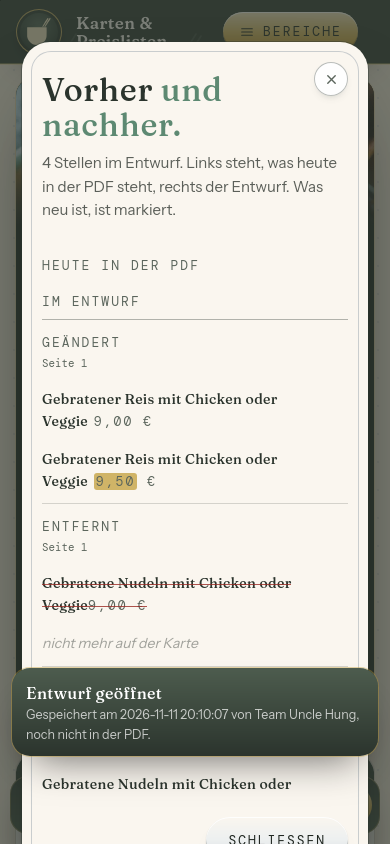 Karten &
Preislisten
BEREICHE
Vorher und
nachher.
4 Stellen im Entwurf. Links steht, was heute
in der PDF steht, rechts der Entwurf. Was
neu ist, ist markiert.
HEUTE IN DER PDF
IM ENTWURF
GEÄNDERT
Seite 1
Gebratener Reis mit Chicken oder
Veggie 9,00 €
Gebratener Reis mit Chicken oder
Veggie 9,50 €
ENTFERNT
Seite 1
Gebratene Nudeln mit Chicken oder
Veggie9,00 €
nicht mehr auf der Karte
Entwurf geöffnet
Gespeichert am 2026-11-11 20:10:07 von Team Uncle Hung,
noch nicht in der PDF.
Gebratene Nudeln mit Chicken oder
SCHLIESSEN